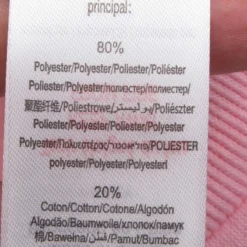 principal:
80%
Polyester/Polyester/Poliester/Poliéster
Polyester/Polyester/полиестер/полиэстер/
聚酯纤维/Poliestrowe/بوليستر/Poliészter
Poliester/Poliester/Polyester/Polyester
Polyester/Πολυεστέρας/פוליאסטר/POLIESTER
polyester/Polyester/Polyesteri
20%
Coton/Cotton/Cotone/Algodón
Algodão/Baumwolle/хлопок/памук
棉/Bawełna/قطن/Pamut/Bumbac